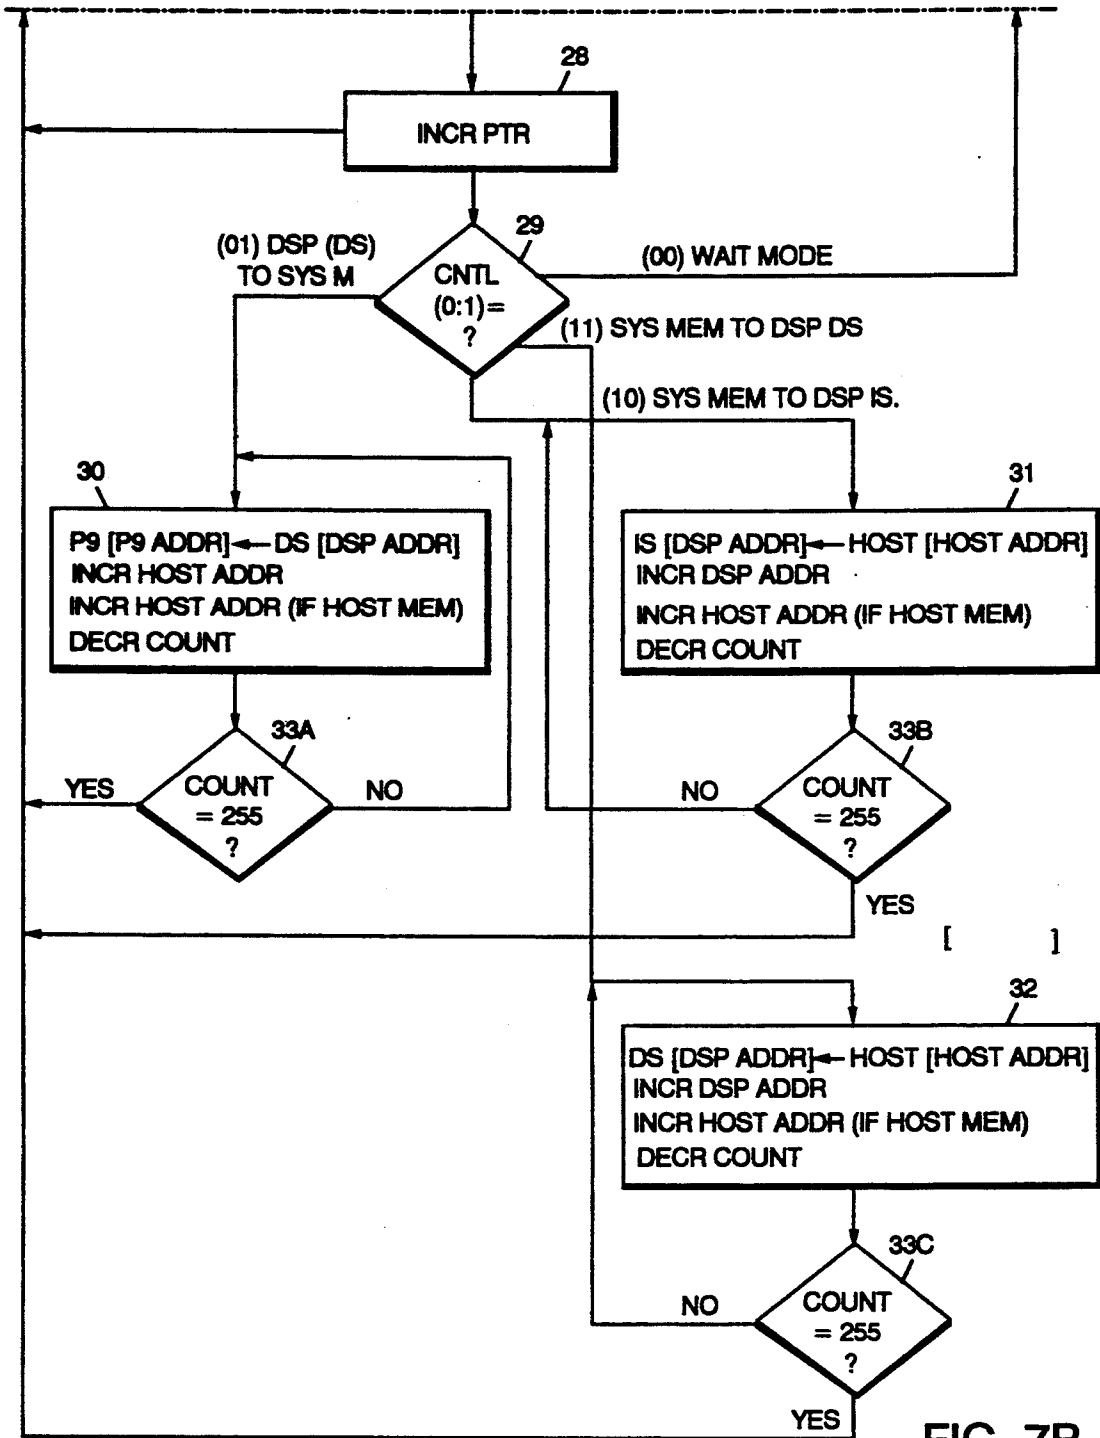 28
INCR PTR
29
(01) DSP (DS)
TO SYS M
CNTL
(0:1)=
?
(00) WAIT MODE
(11) SYS MEM TO DSP DS
(10) SYS MEM TO DSP IS.
30
P9 [P9 ADDR]← DS [DSP ADDR]
INCR HOST ADDR
INCR HOST ADDR (IF HOST MEM)
DECR COUNT
31
IS [DSP ADDR]← HOST [HOST ADDR]
INCR DSP ADDR
INCR HOST ADDR (IF HOST MEM)
DECR COUNT
33A
YES
COUNT
= 255
?
NO
33B
NO
COUNT
= 255
?
YES
[ ]
32
DS [DSP ADDR]← HOST [HOST ADDR]
INCR DSP ADDR
INCR HOST ADDR (IF HOST MEM)
DECR COUNT
33C
NO
COUNT
= 255
?
YES
FIG. 7B